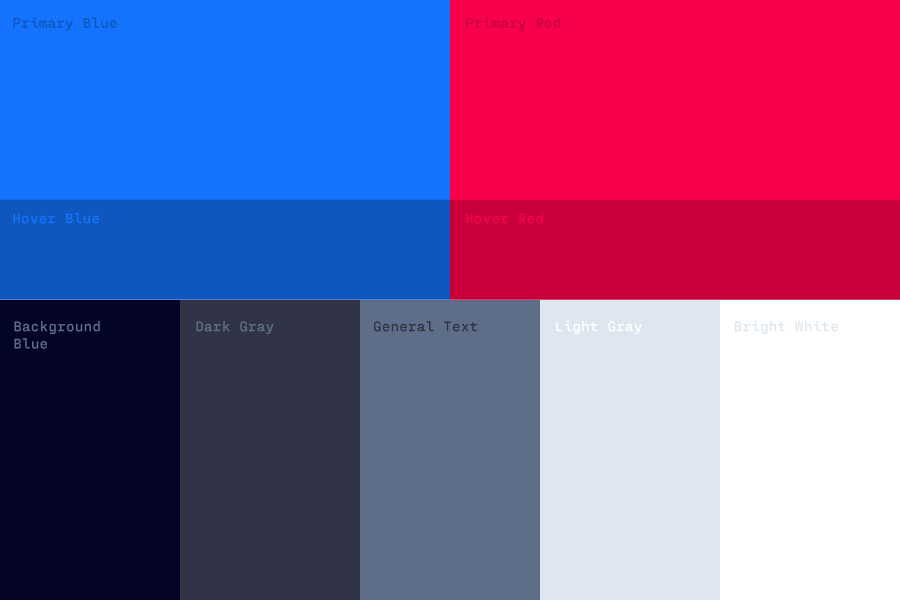 Primary Blue
Primary Red
Hover Blue
Hover Red
Background
Blue
Dark Gray
General Text
Light Gray
Bright White